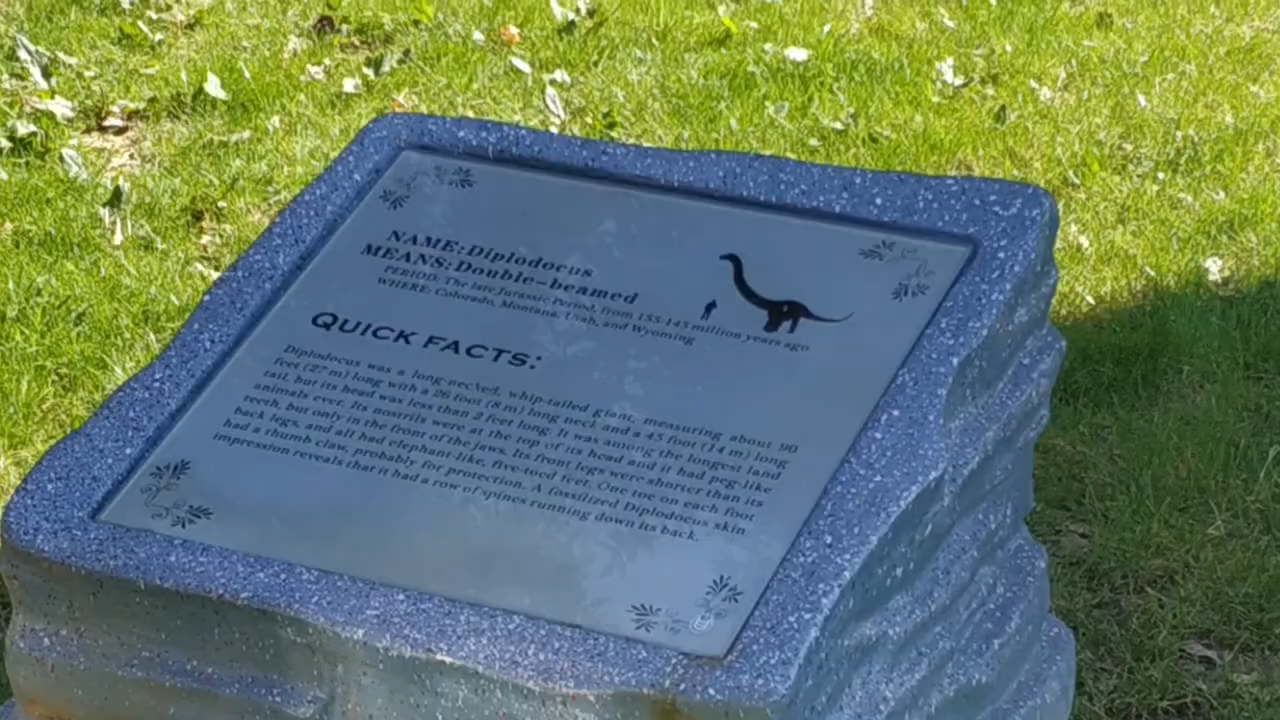 NAME: Diplodocus
MEANS: Double-beamed
PERIOD: The late Jurassic Period, from 155-145 million years ago
WHERE: Colorado, Montana, Utah, and Wyoming
QUICK FACTS:
Diplodocus was a long-necked, whip-tailed giant, measuring about 90
feet (27 m) long with a 26 foot (8 m) long neck and a 45 foot (14 m) long
tail, but its head was less than 2 feet long. It was among the longest land
animals ever. Its nostrils were at the top of its head and it had peg-like
teeth, but only in the front of the jaws. Its front legs were shorter than its
back legs, and all had elephant-like, five-toed feet. One toe on each foot
had a thumb claw, probably for protection. A fossilized Diplodocus skin
impression reveals that it had a row of spines running down its back.